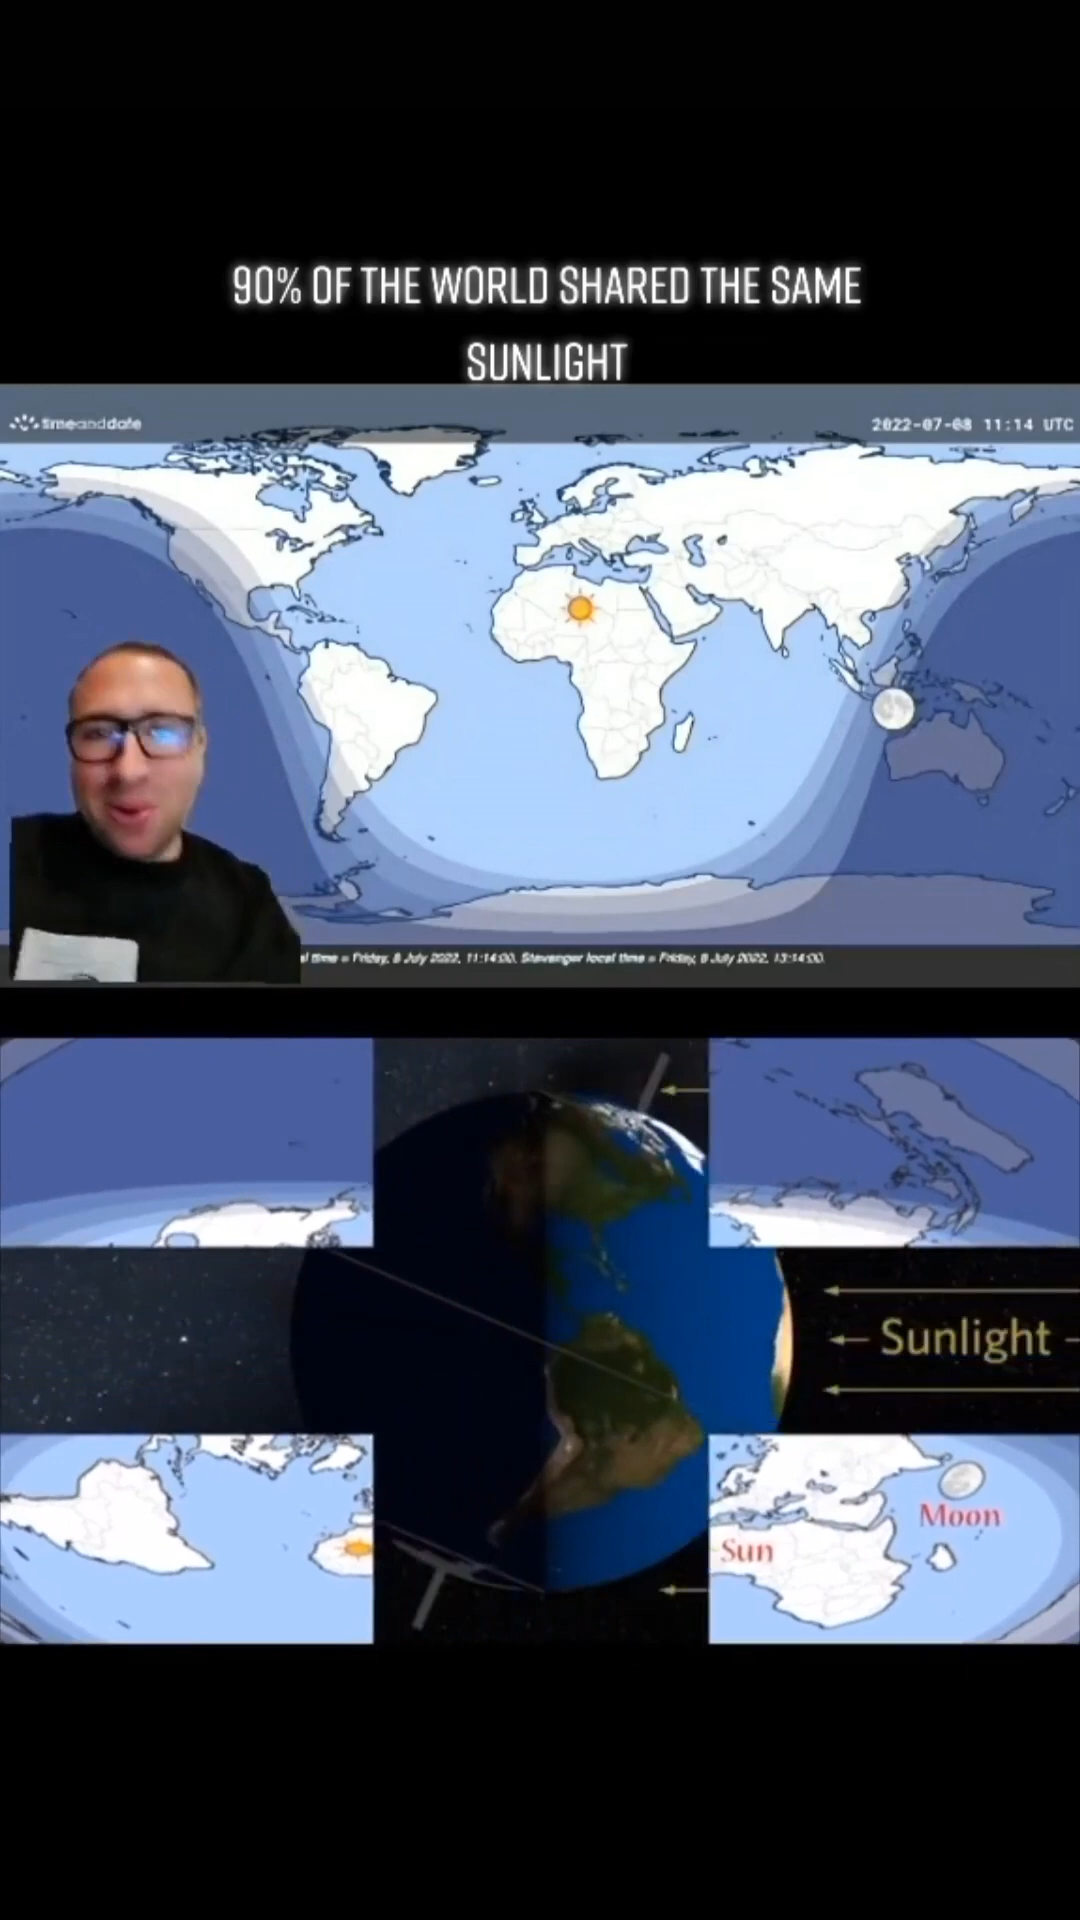 90% OF THE WORLD SHARED THE SAME
SUNLIGHT
timeanddate
2022-07-08 11:14 UTC
time = Friday, 8 July 2022, 11:14:00. Stavanger local time = Friday, 8 July 2022, 13:14:00.
Sunlight
Moon
Sun